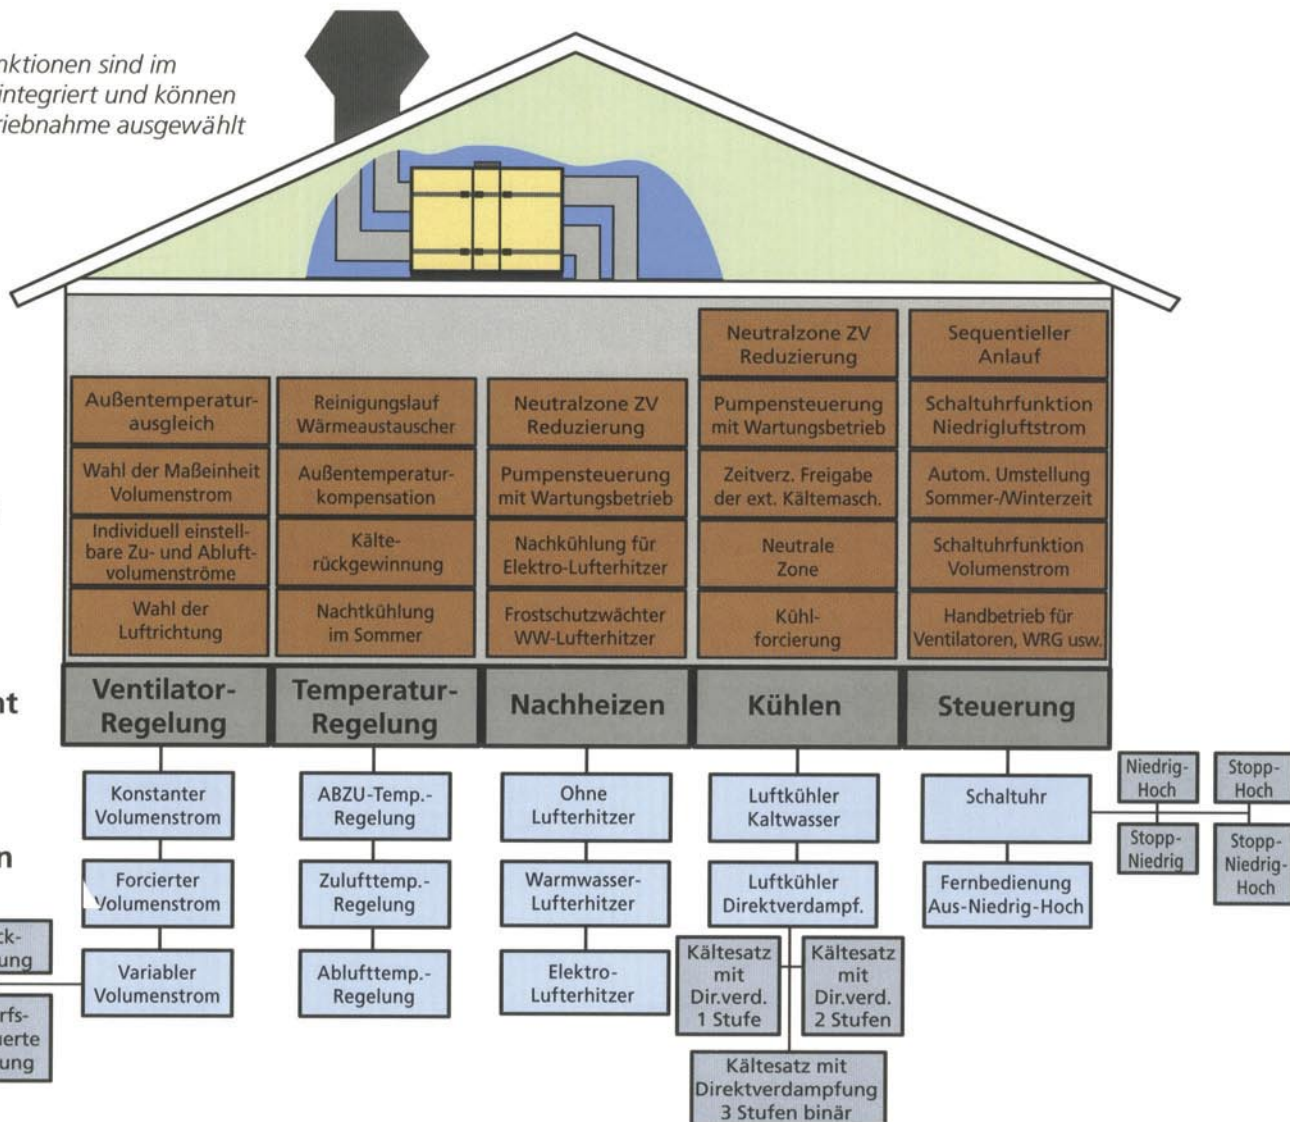 sind im
integriert und können
ausgewählt
Neutralzone ZV
Reduzierung
Sequentieller
Anlauf
Außentemperatur-
ausgleich
Reinigungslauf
Wärmeaustauscher
Neutralzone ZV
Reduzierung
Pumpensteuerung
mit Wartungsbetrieb
Schaltuhrfunktion
Niedrigluftstrom
Wahl der Maßeinheit
Volumenstrom
Außentemperatur-
kompensation
Pumpensteuerung
mit Wartungsbetrieb
Zeitverz. Freigabe
der ext. Kältemasch.
Autom. Umstellung
Sommer-/Winterzeit
Individuell einstell-
bare Zu- und Abluft-
volumenströme
Kälte-
rückgewinnung
Nachkühlung für
Elektro-Lufterhitzer
Neutrale
Zone
Schaltuhrfunktion
Volumenstrom
Wahl der
Luftrichtung
Nachtkühlung
im Sommer
Frostschutzwächter
WW-Lufterhitzer
Kühl-
forcierung
Handbetrieb für
Ventilatoren, WRG usw.
Ventilator-
Regelung
Temperatur-
Regelung
Nachheizen
Kühlen
Steuerung
Konstanter
Volumenstrom
Forcierter
Volumenstrom
Variabler
Volumenstrom
ABZU-Temp.-
Regelung
Zulufttemp.-
Regelung
Ablufttemp.-
Regelung
Ohne
Lufterhitzer
Warmwasser-
Lufterhitzer
Elektro-
Lufterhitzer
Luftkühler
Kaltwasser
Luftkühler
Direktverdampf.
Kältesatz
mit
Dir.verd.
1 Stufe
Kältesatz
mit
Dir.verd.
2 Stufen
Kältesatz mit
Direktverdampfung
3 Stufen binär
Schaltuhr
Fernbedienung
Aus-Niedrig-Hoch
Niedrig-
Hoch
Stopp-
Hoch
Stopp-
Niedrig
Stopp-
Niedrig-
Hoch